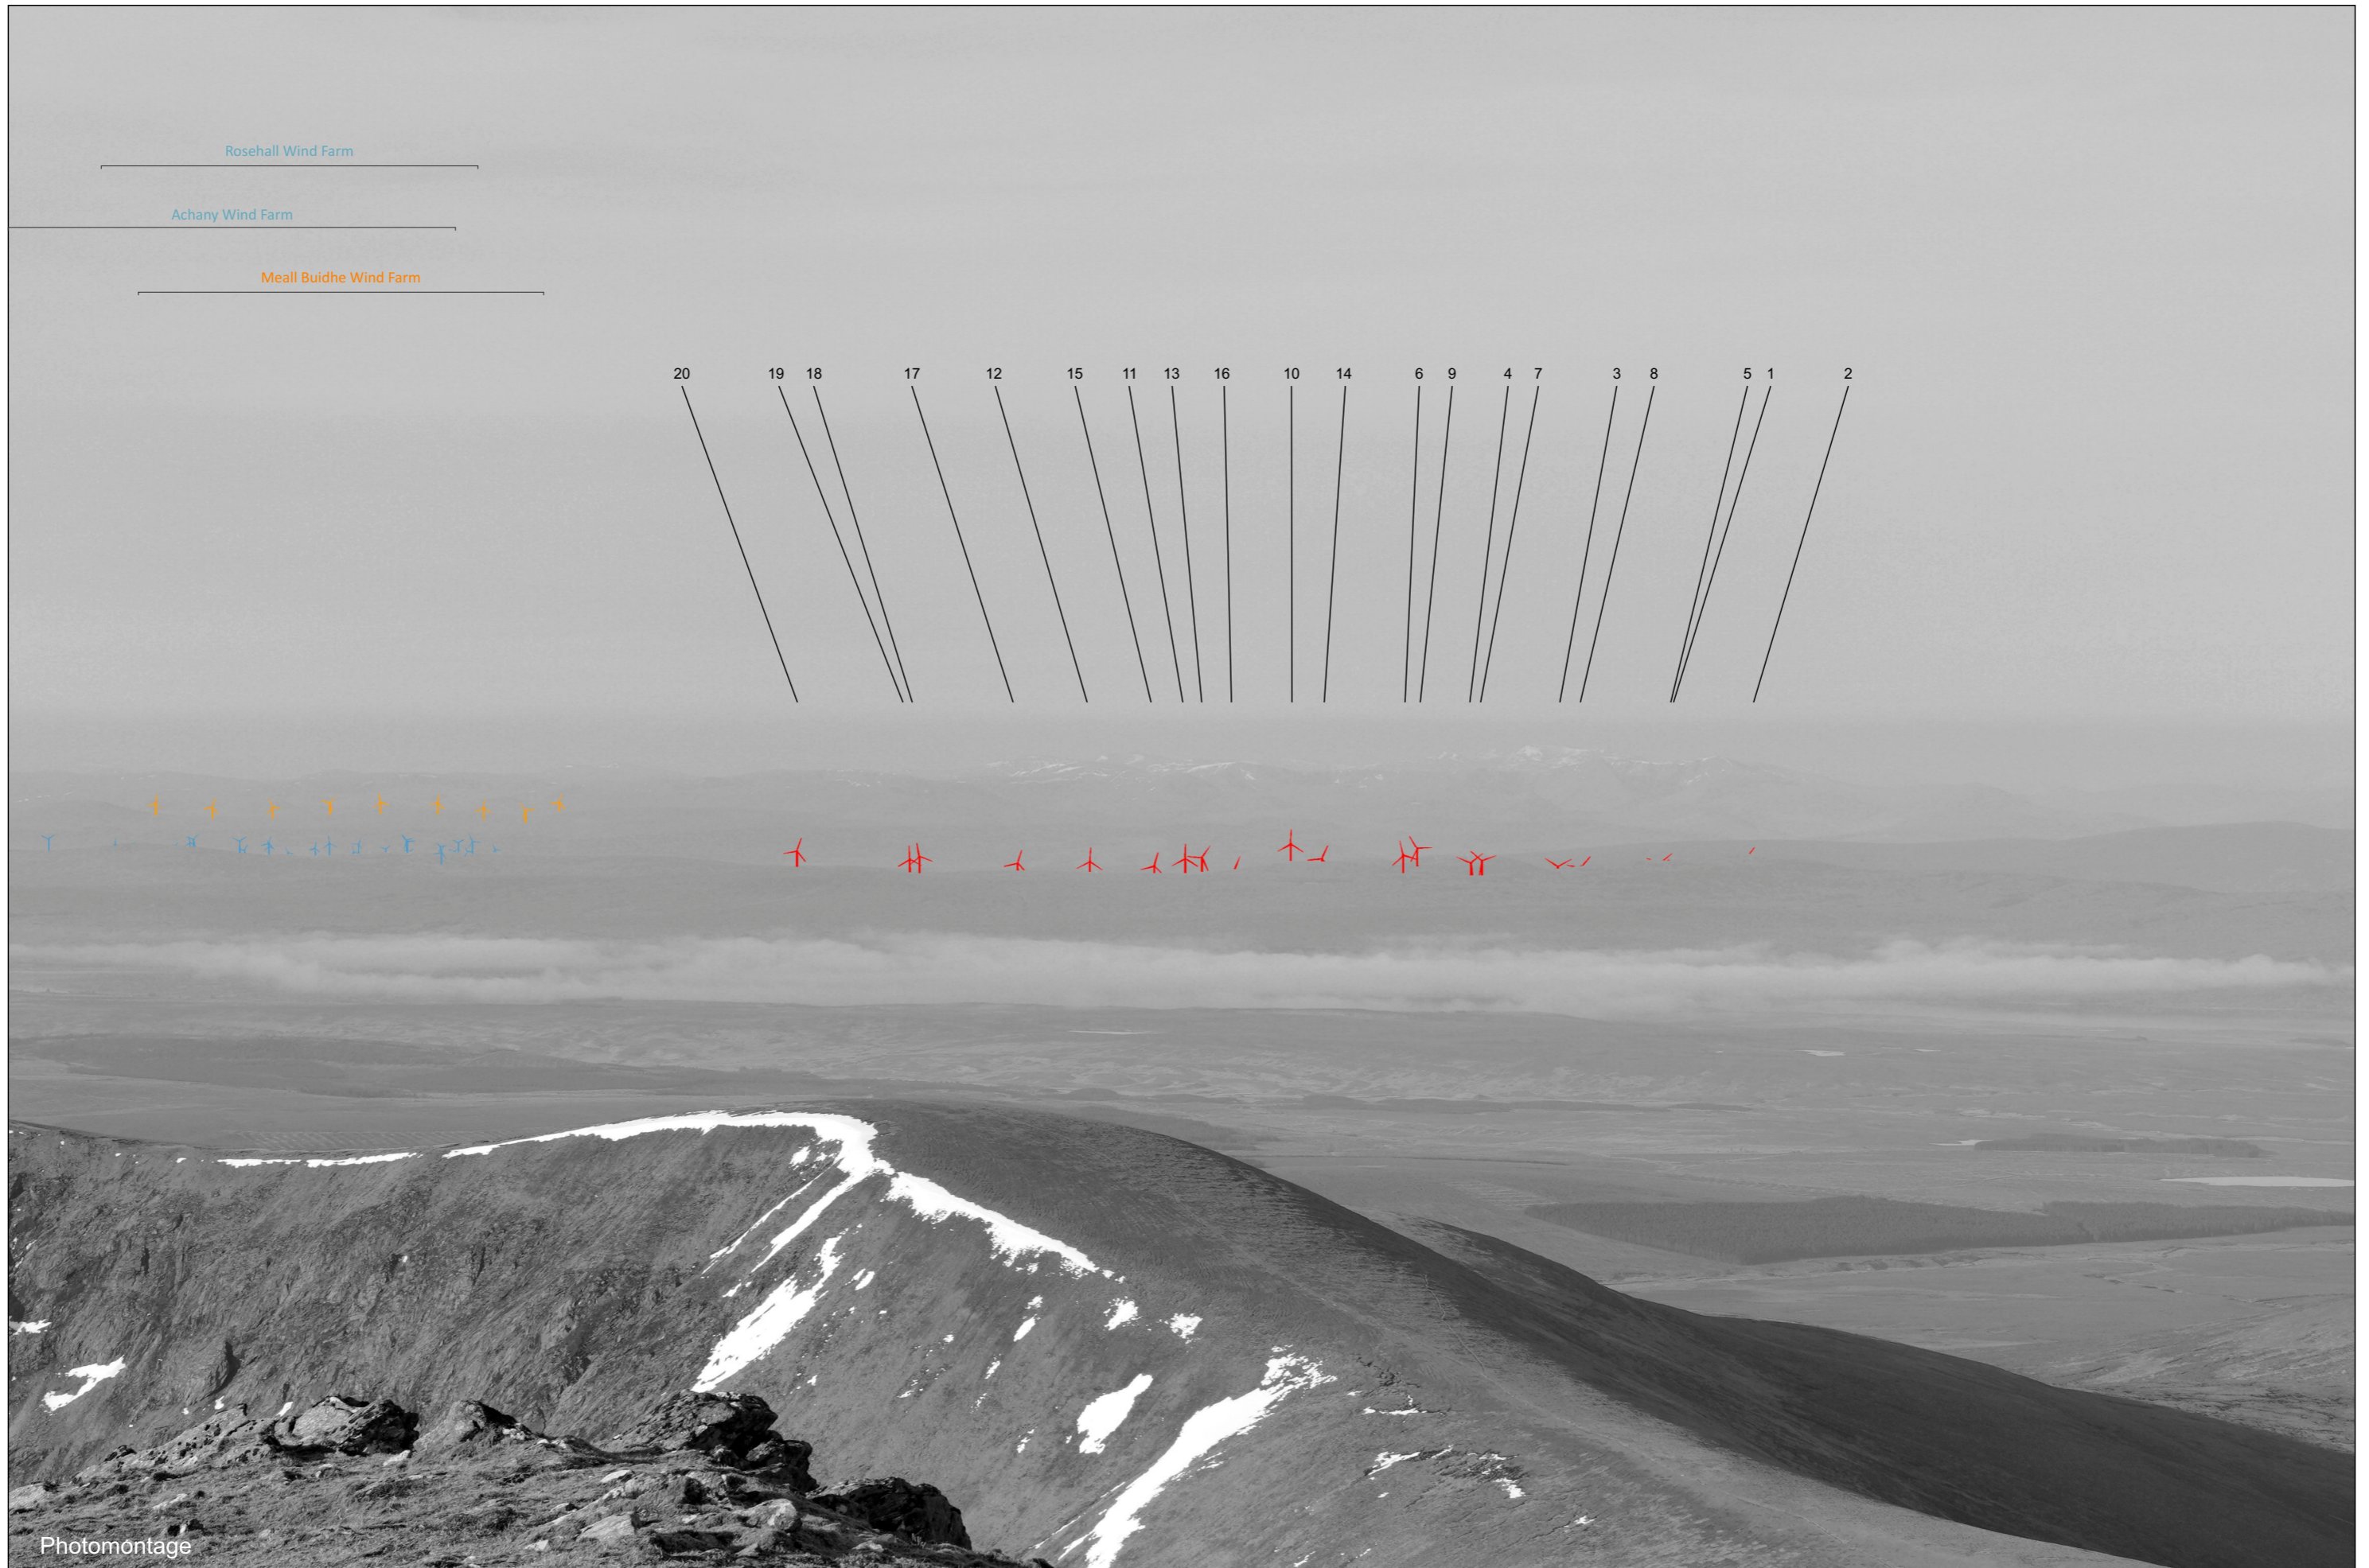 Rosehall Wind Farm
Achany Wind Farm
Meall Buidhe Wind Farm
20 19 18 17 12 15 11 13 16 10 14 6 9 4 7 3 8 5 1 2
Photomontage